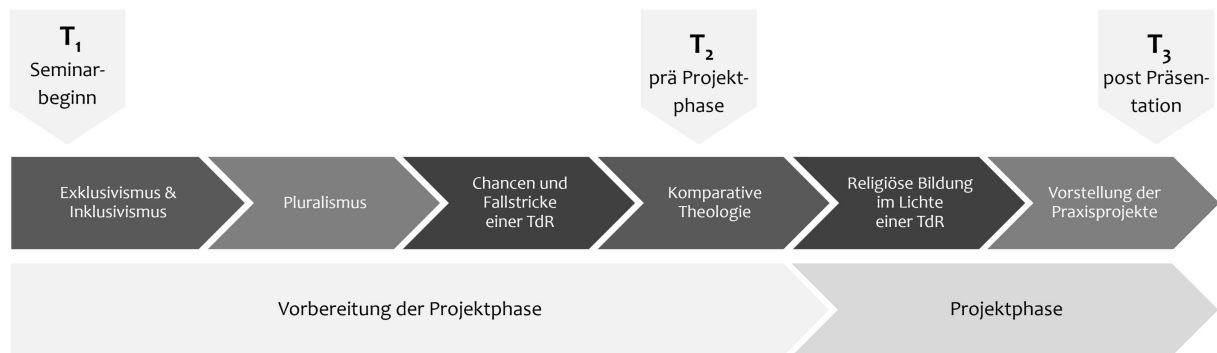 T₁
Seminar-
beginn
T₂
prä Projekt-
phase
T₃
post Präsen-
tation
Exklusivismus &
Inklusivismus
Pluralismus
Chancen und
Fallstricke
einer TdR
Komparative
Theologie
Religiöse Bildung
im Lichte
einer TdR
Vorstellung der
Praxisprojekte
Vorbereitung der Projektphase
Projektphase